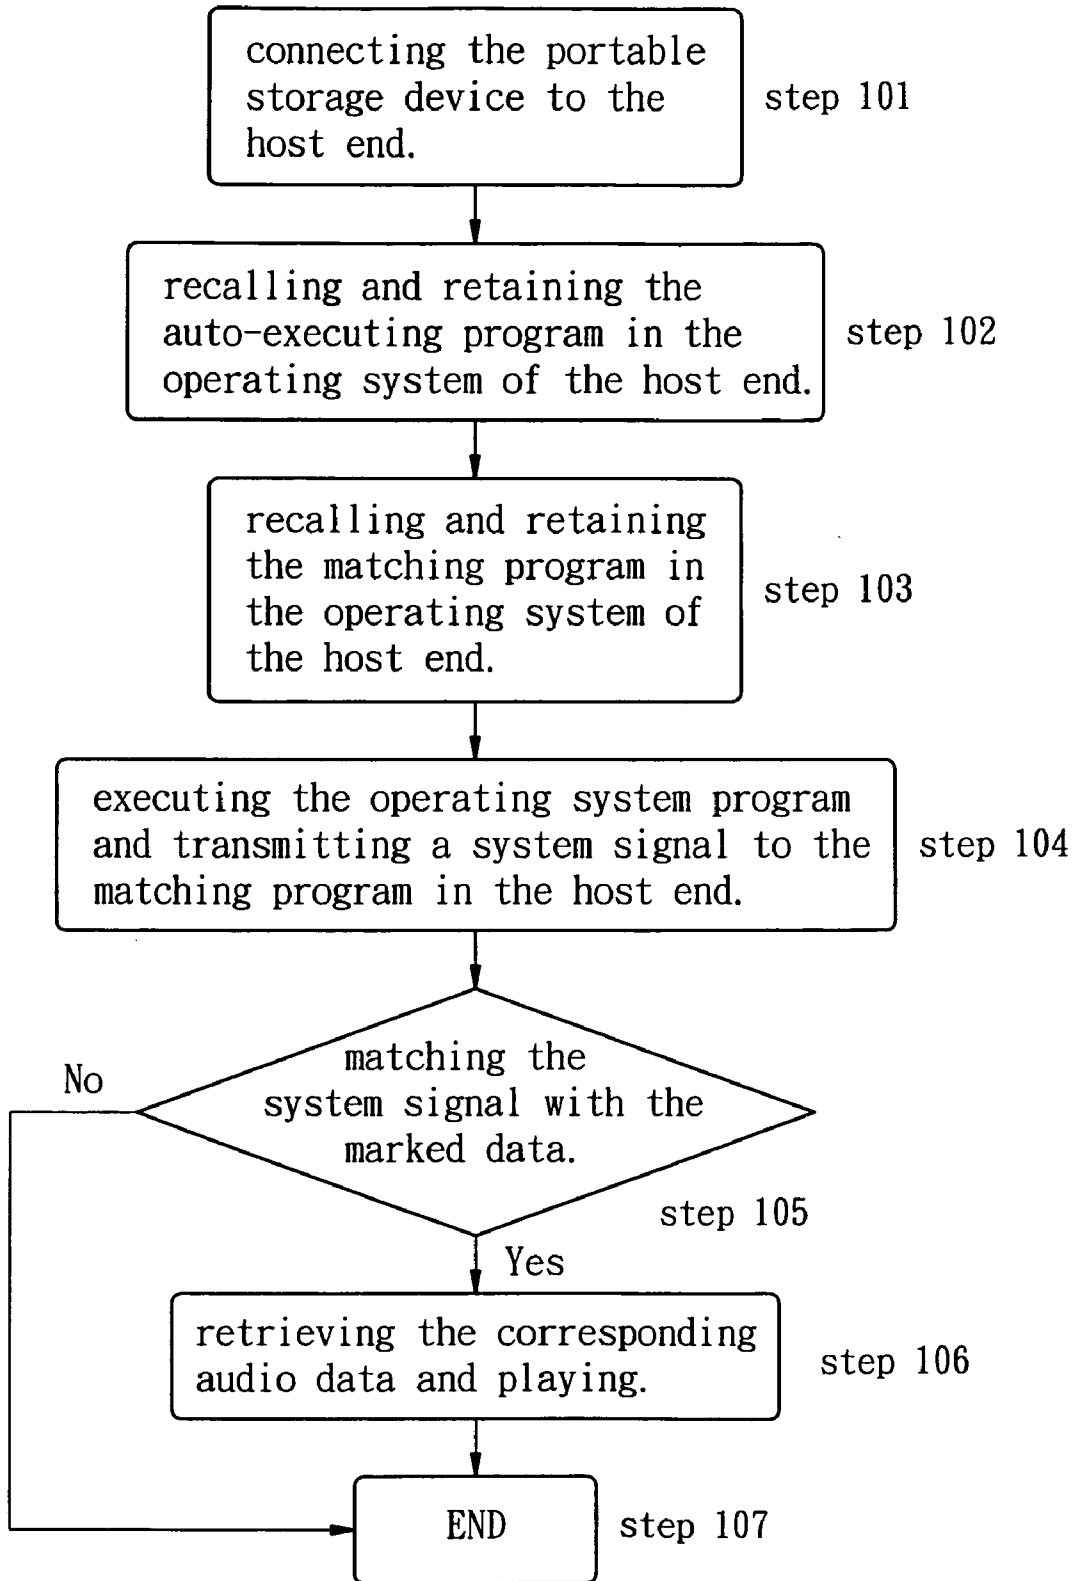 connecting the portable
storage device to the
host end.
step 101
recalling and retaining the
auto-executing program in the
operating system of the host end.
step 102
recalling and retaining
the matching program in
the operating system of
the host end.
step 103
executing the operating system program
and transmitting a system signal to the
matching program in the host end.
step 104
matching the
system signal with the
marked data.
No
step 105
Yes
retrieving the corresponding
audio data and playing.
step 106
END
step 107